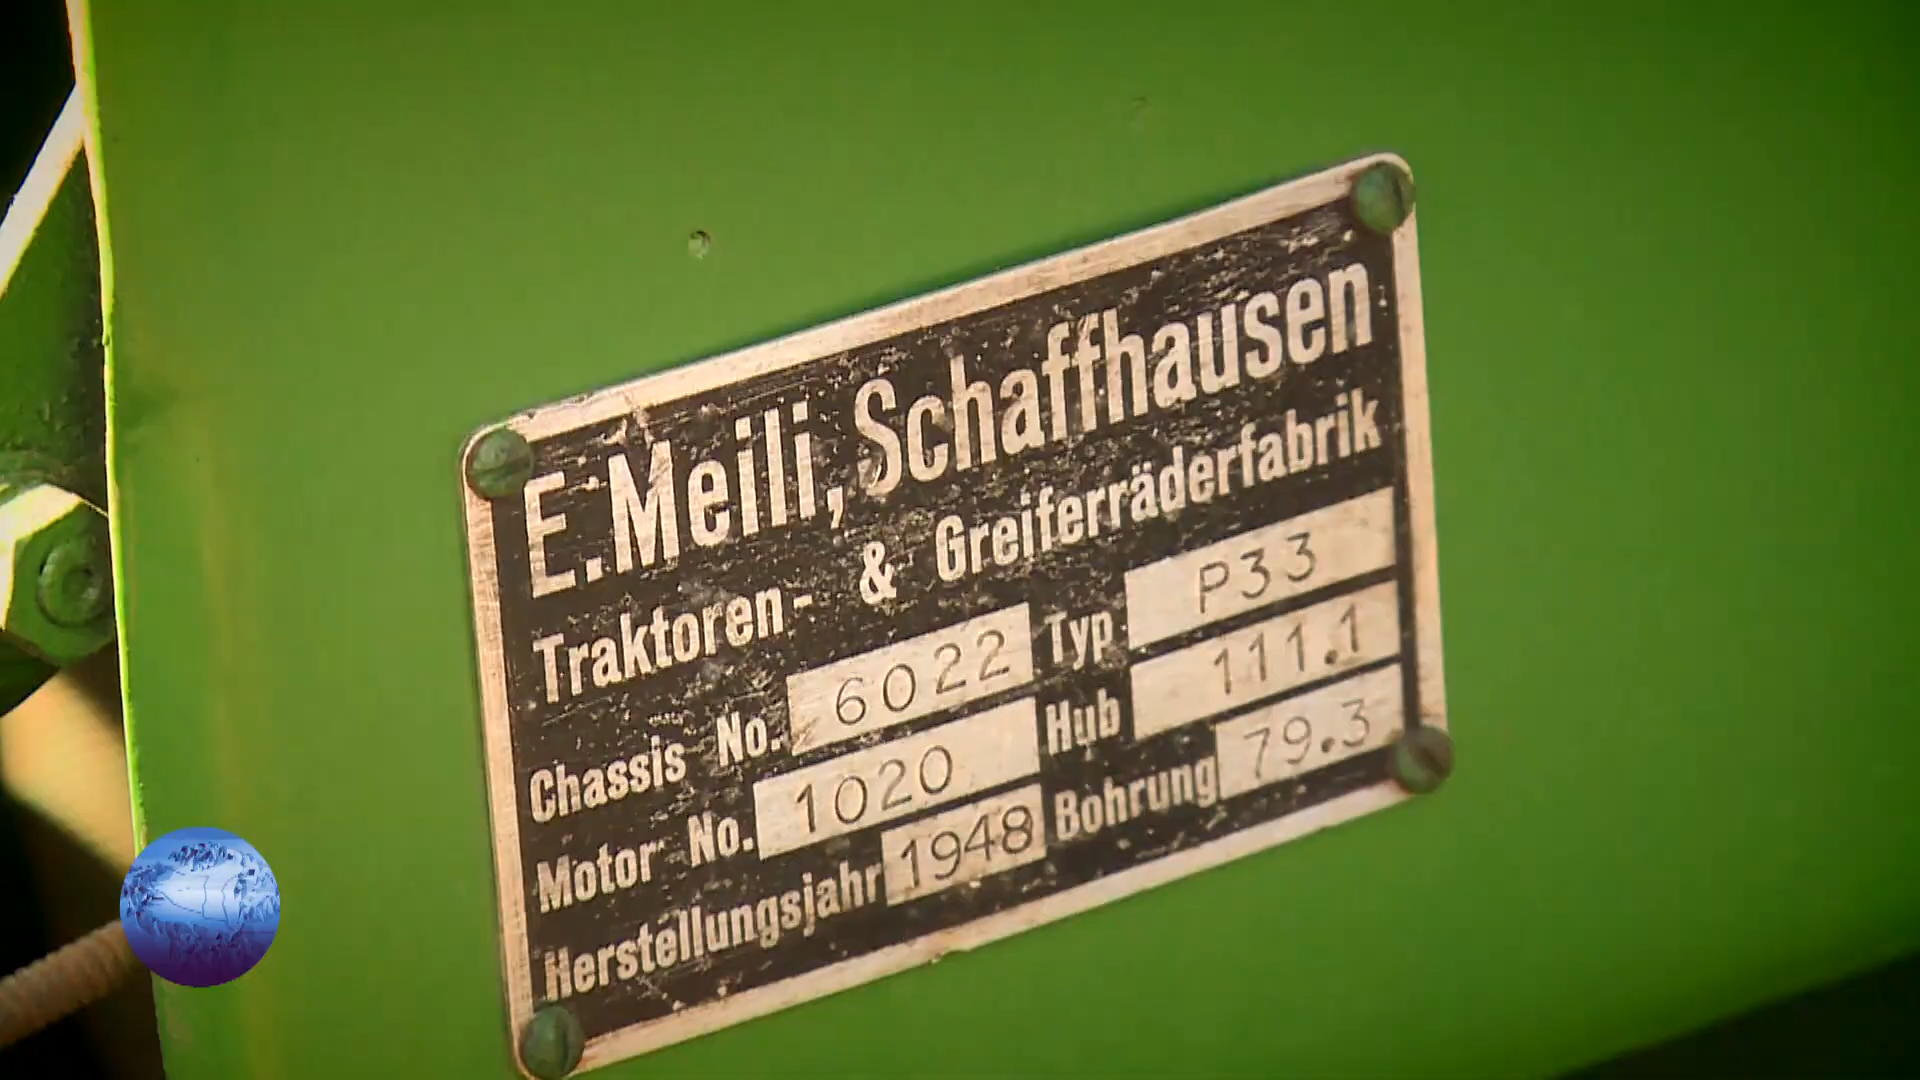 E. Meili, Schaffhausen
Traktoren- & Greiferräderfabrik
Chassis No. 6022 Typ P33
Motor No. 1020 Hub 111.1
Herstellungsjahr 1948 Bohrung 79.3